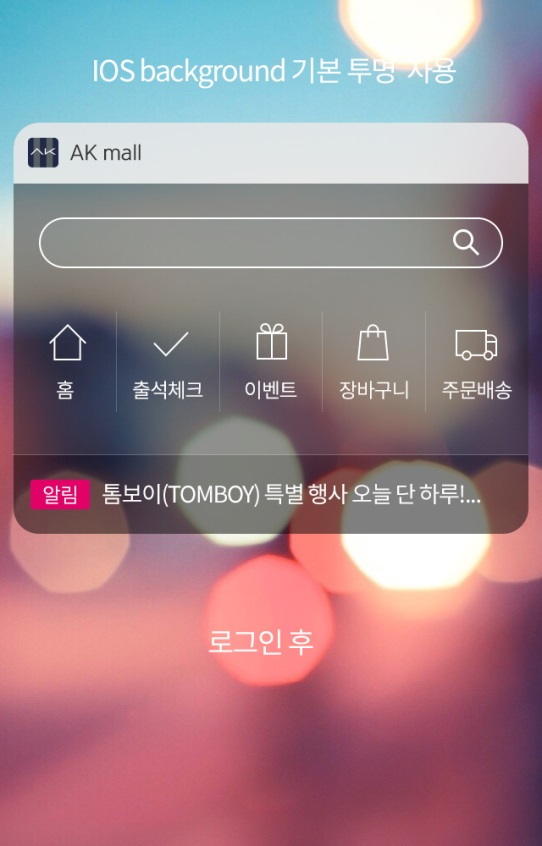 IOS background 기본 투명 사용
AK mall
홈
출석체크
이벤트
장바구니
주문배송
알림 톰보이(TOMBOY) 특별 행사 오늘 단 하루!...
로그인 후